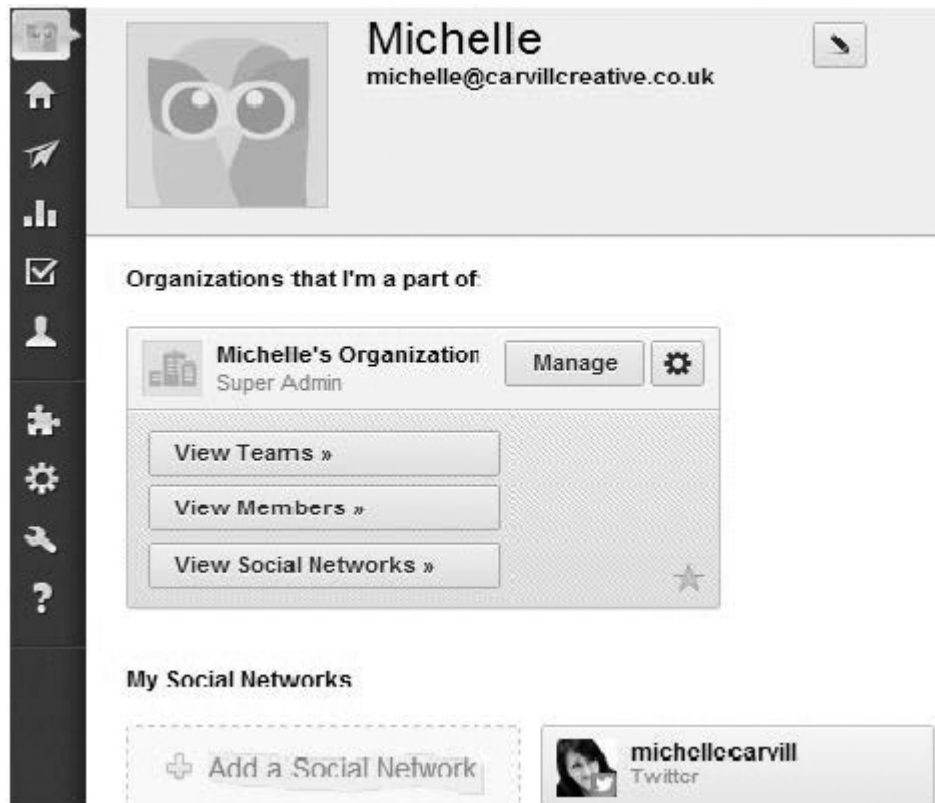 Michelle
michelle@carvillcreative.co.uk
Organizations that I'm a part of:
Michelle's Organization
Super Admin
Manage
View Teams »
View Members »
View Social Networks »
?
My Social Networks
Add a Social Network
michellecarvill
Twitter